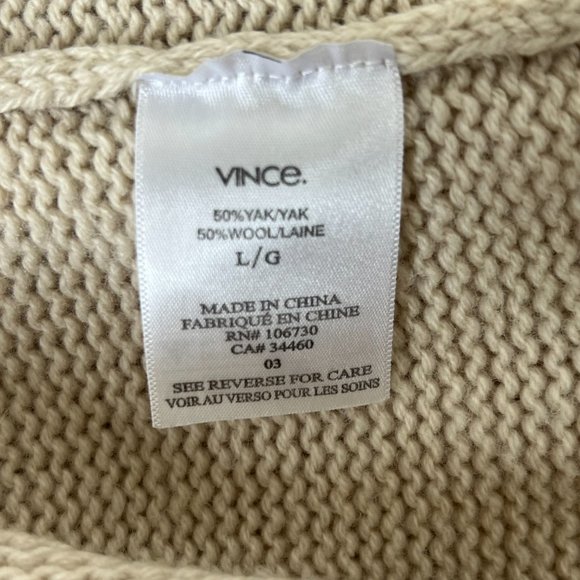 VINCe.
50%YAK/YAK
50%WOOL/LAINE
L/G
MADE IN CHINA
FABRIQUÉ EN CHINE
RN# 106730
CA# 34460
03
SEE REVERSE FOR CARE
VOIR AU VERSO POUR LES SOINS